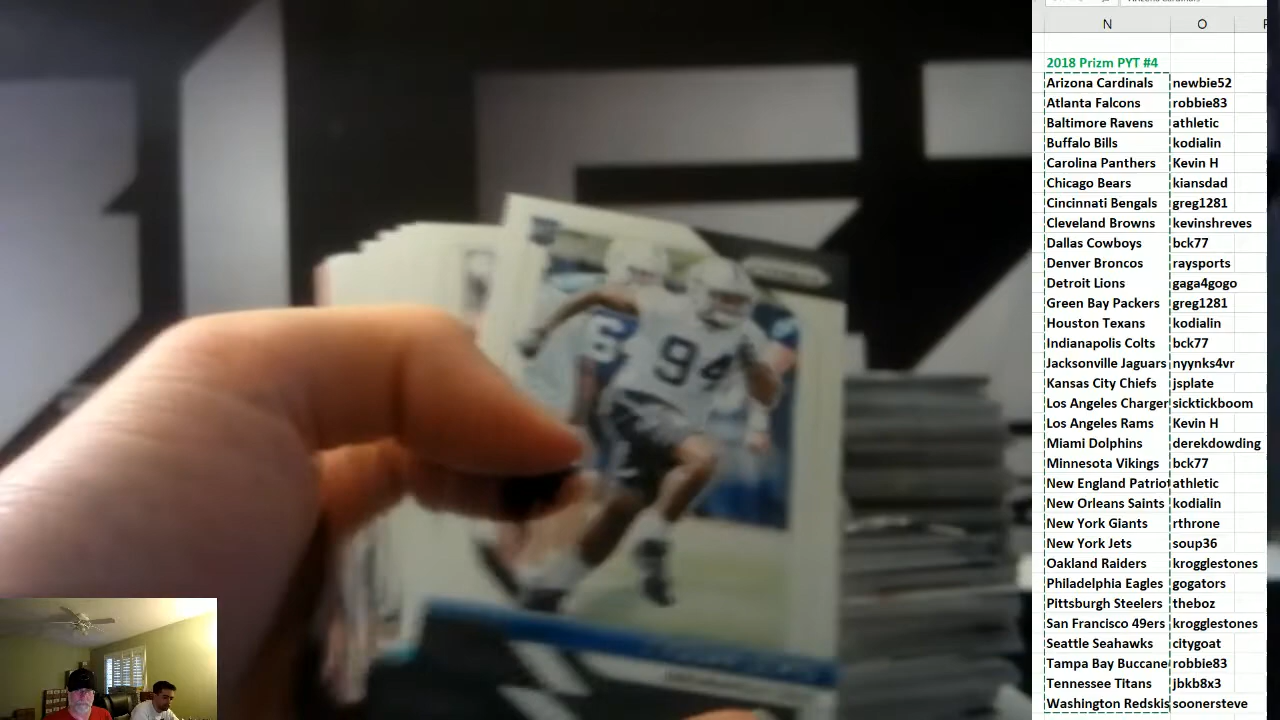 N O
2018 Prizm PYT #4
Arizona Cardinals newbie52
Atlanta Falcons robbie83
Baltimore Ravens athletic
Buffalo Bills kodialin
Carolina Panthers Kevin H
Chicago Bears kiansdad
Cincinnati Bengals greg1281
Cleveland Browns kevinshreves
Dallas Cowboys bck77
Denver Broncos raysports
Detroit Lions gaga4gogo
Green Bay Packers greg1281
Houston Texans kodialin
Indianapolis Colts bck77
Jacksonville Jaguars nyynks4vr
Kansas City Chiefs jsplate
Los Angeles Charger sicktickboom
Los Angeles Rams Kevin H
Miami Dolphins derekdowding
Minnesota Vikings bck77
New England Patriot athletic
New Orleans Saints kodialin
New York Giants rthrone
New York Jets soup36
Oakland Raiders krogglestones
Philadelphia Eagles gogators
Pittsburgh Steelers theboz
San Francisco 49ers krogglestones
Seattle Seahawks citygoat
Tampa Bay Buccane robbie83
Tennessee Titans jbkb8x3
Washington Redskis soonersteve
94